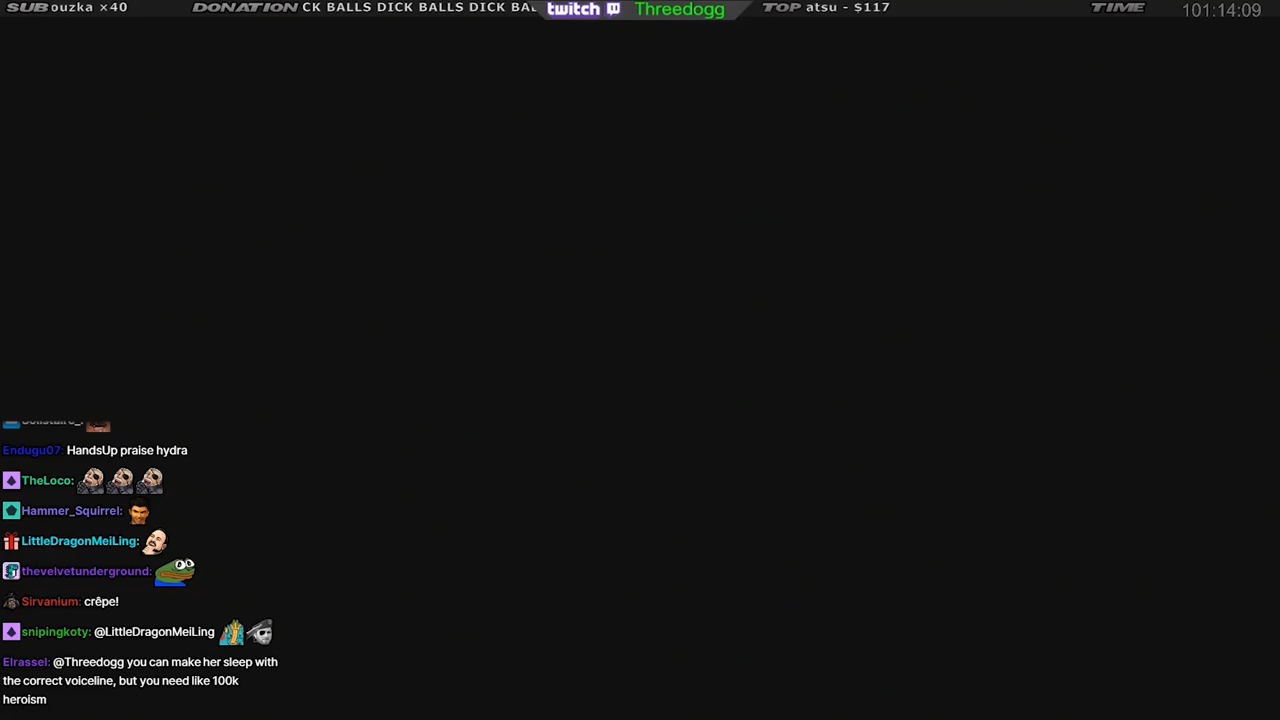 SUB ouzka ×40 DONATION CK BALLS DICK BALLS DICK BAL twitch Threedogg TOP atsu - $117 TIME 101:14:09
Endugu07: HandsUp praise hydra
TheLoco:
Hammer_Squirrel:
LittleDragonMeiLing:
thevelvetunderground:
Sirvanium: crêpe!
snipingkoty: @LittleDragonMeiLing
Elrassel: @Threedogg you can make her sleep with
the correct voiceline, but you need like 100k
heroism